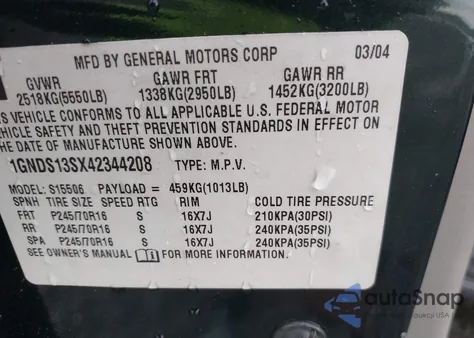 MFD BY GENERAL MOTORS CORP 03/04
GVWR GAWR FRT GAWR RR
2518KG(5550LB) 1338KG(2950LB) 1452KG(3200LB)
VEHICLE CONFORMS TO ALL APPLICABLE U.S. FEDERAL MOTOR
VEHICLE SAFETY AND THEFT PREVENTION STANDARDS IN EFFECT
THE DATE OF MANUFACTURE SHOWN ABOVE.
1GNDS13SX42344208 TYPE: M.P.V.
MODEL: S15506 PAYLOAD = 459KG(1013LB)
SPNH TIRE SIZE SPEED RTG RIM COLD TIRE PRESSURE
FRT P245/70R16 S 16X7J 210KPA(30PSI)
RR P245/70R16 S 16X7J 240KPA(35PSI)
SPA P245/70R16 S 16X7J 240KPA(35PSI)
SEE OWNER'S MANUAL FOR MORE INFORMATION
autoSnap